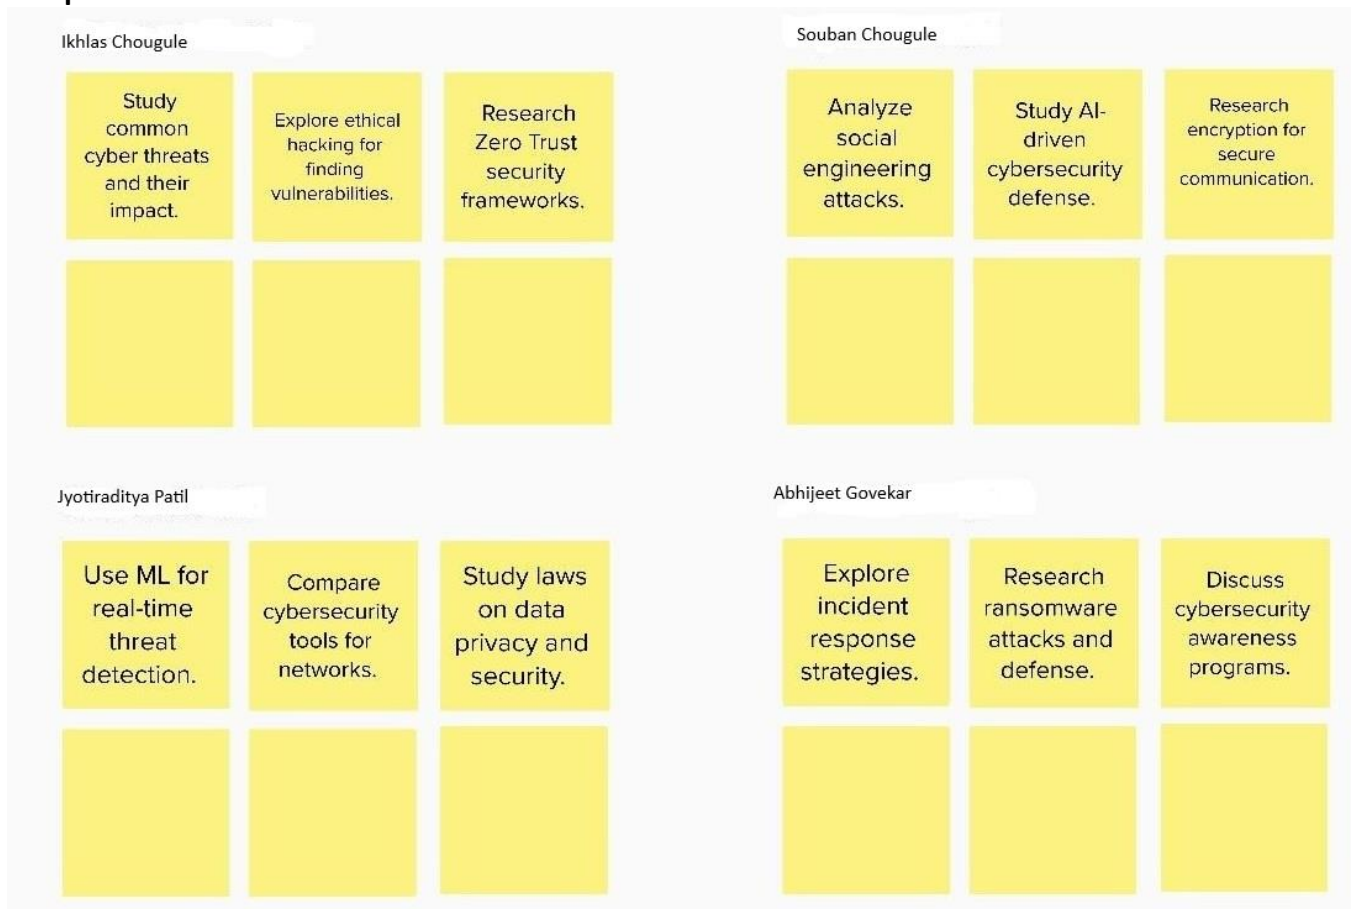 Ikhlas Chougule
Study
common
cyber threats
and their
impact.
Explore ethical
hacking for
finding
vulnerabilities.
Research
Zero Trust
security
frameworks.
Souban Chougule
Analyze
social
engineering
attacks.
Study AI-
driven
cybersecurity
defense.
Research
encryption for
secure
communication.
Jyotiraditya Patil
Use ML for
real-time
threat
detection.
Compare
cybersecurity
tools for
networks.
Study laws
on data
privacy and
security.
Abhijeet Govekar
Explore
incident
response
strategies.
Research
ransomware
attacks and
defense.
Discuss
cybersecurity
awareness
programs.